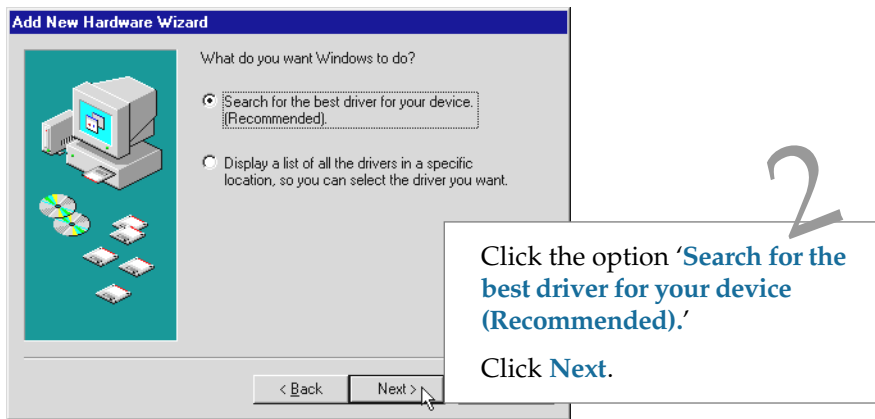 Add New Hardware Wizard
What do you want Windows to do?
Search for the best driver for your device.
(Recommended).
Display a list of all the drivers in a specific
location, so you can select the driver you want.
< Back
Next >
2
Click the option ‘Search for the
best driver for your device
(Recommended).’
Click Next.